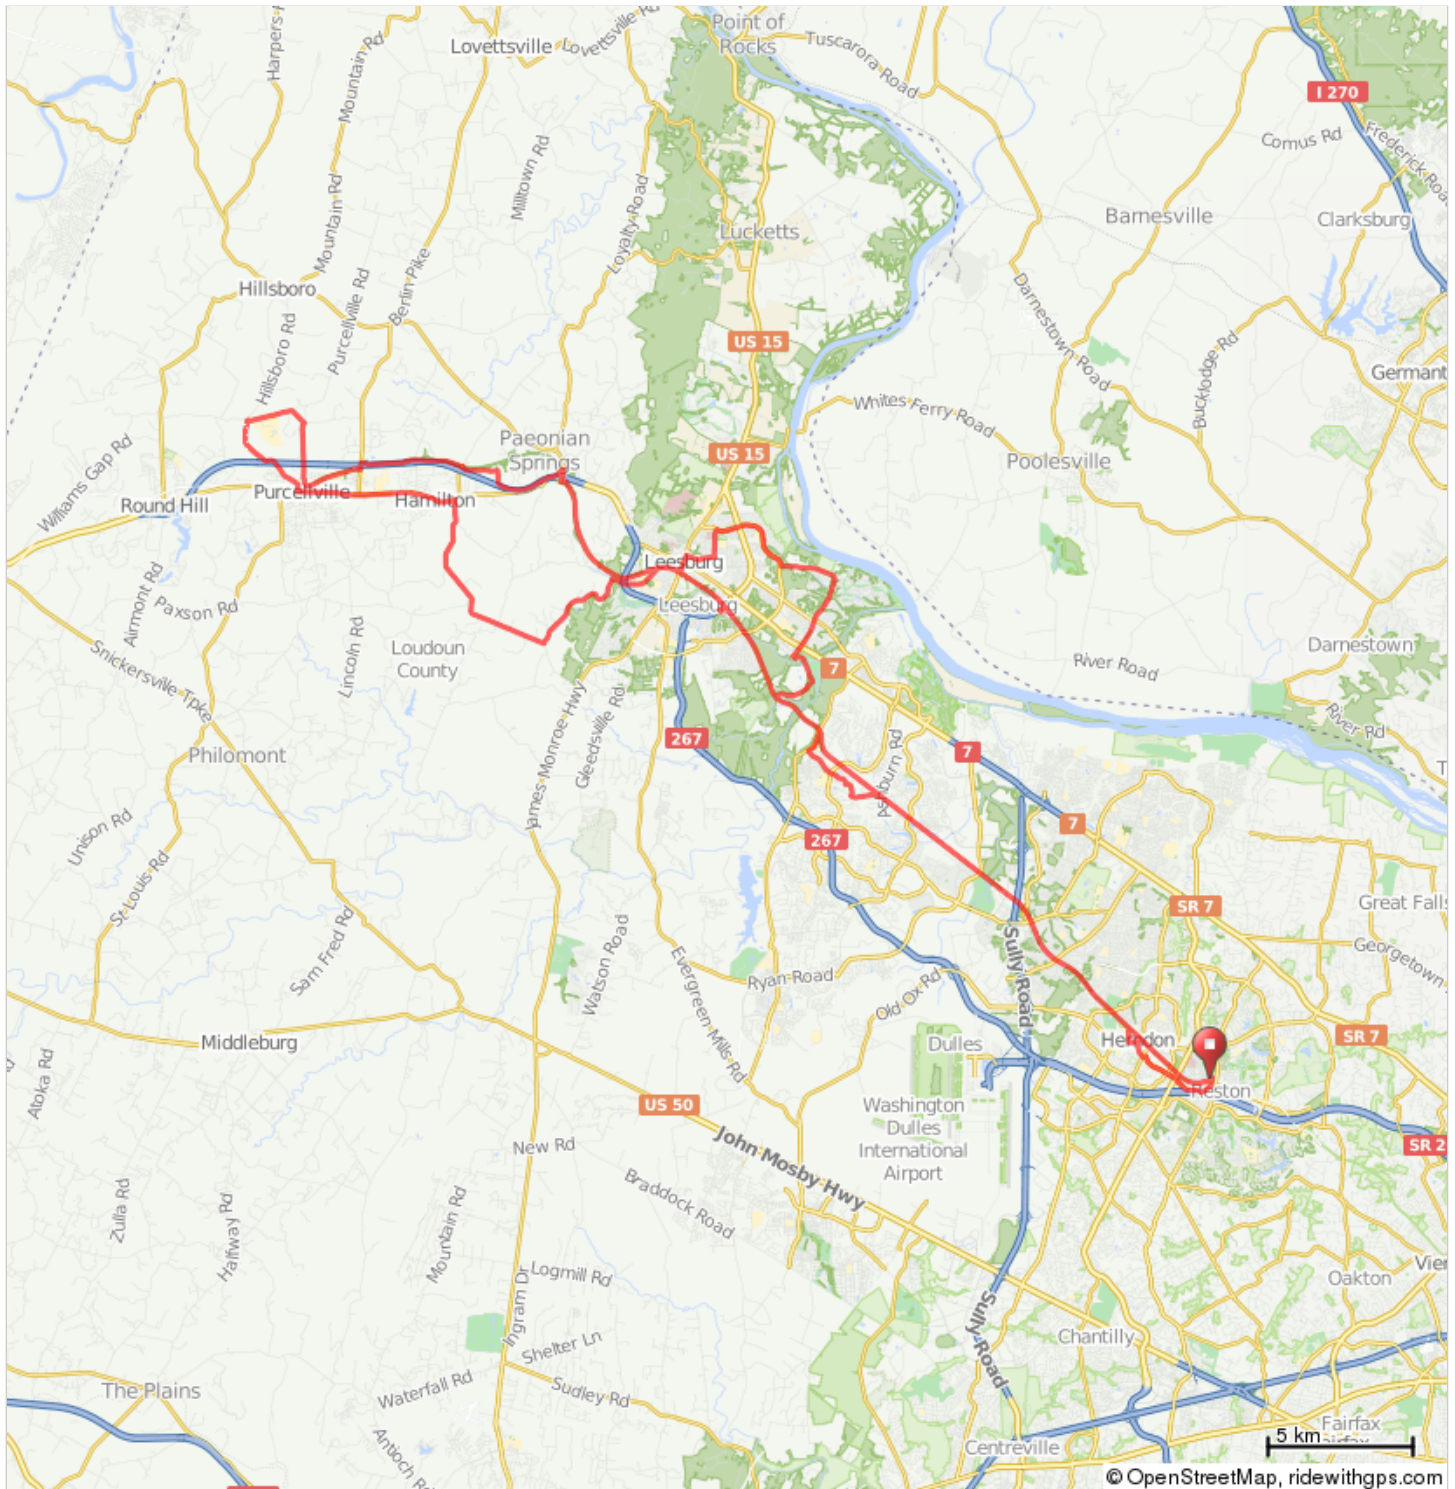 Point of
Rocks
Lovettsville
Lovettsville Rd
Tuscarora Road
Harpers F
Mountain Rd
I 270
Comus Rd
Frederick Road
Milltown Rd
Mountain Rd
Loyalty Road
Lucketts
Barnesville
Clarksburg
Hillsboro
Berlin Pike
Purcellville Rd
Hillsboro Rd
US 15
Darnestown Road
Bucklodge Rd
Germant
Whites Ferry Road
Williams Gap Rd
Paeonian
Springs
US 15
Poolesville
Round Hill
Purcellville
Hamilton
Leesburg
Leesburg
Airmont Rd
Paxson Rd
Lincoln Rd
Loudoun
County
Snickersville Tpke
Darnestown
River Road
7
River Rd
James Monroe Hwy
Gleedsville Rd
267
Philomont
7
Ashburn Rd
T
Unison Rd
7
267
St Louis Rd
Great Falls
SR 7
Sam Fred Rd
Watson Road
Evergreen Mills Rd
Ryan Road
Old Ox Rd
Sully Road
Georgetown
Middleburg
Dulles
Herndon
SR 7
Atoka Rd
Reston
US 50
Washington
Dulles
International
Airport
John Mosby Hwy
New Rd
SR 2
Braddock Road
Zulla Rd
Halfway Rd
Mountain Rd
Logmill Rd
Ingram Dr
Oakton
Vier
Shelter Ln
Sully Road
Chantilly
The Plains
Waterfall Rd
Sudley Rd
Antioch Rd
Centreville
Fairfax
5 km
© OpenStreetMap, ridewithgps.com